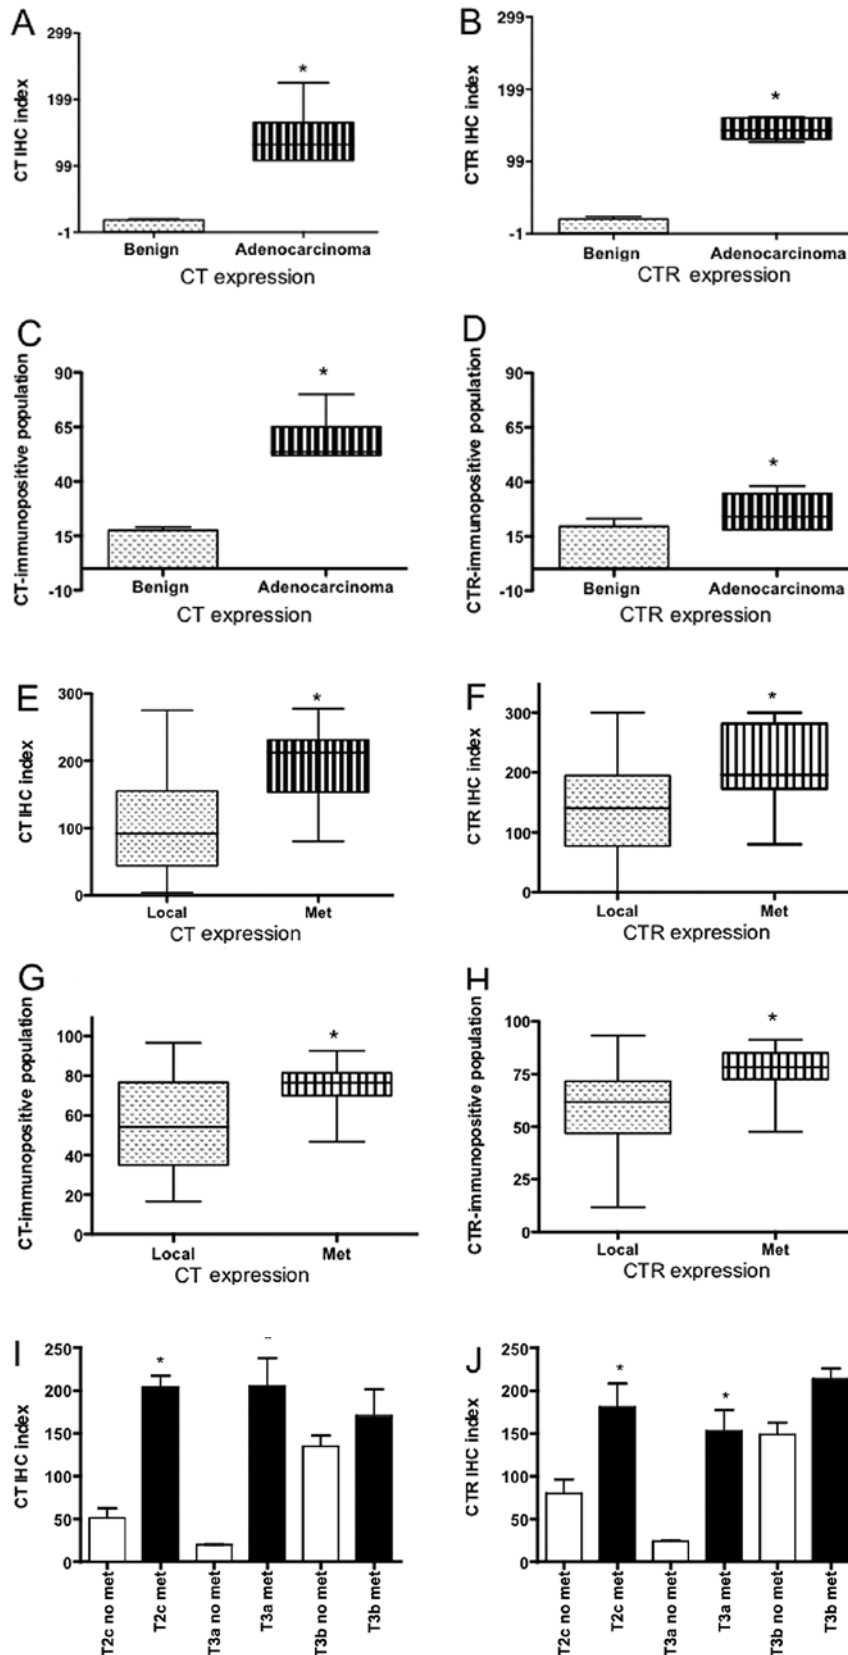 A
CT IHC index
299
199
99
-1
*
Benign
Adenocarcinoma
CT expression
B
CTR IHC index
299
199
99
-1
*
Benign
Adenocarcinoma
CTR expression
C
CT-immunopositive population
90
65
40
15
-10
*
Benign
Adenocarcinoma
CT expression
D
CTR-immunopositive population
90
65
40
15
-10
*
Benign
Adenocarcinoma
CTR expression
E
CT IHC index
300
200
100
0
*
Local
Met
CT expression
F
CTR IHC index
300
200
100
0
*
Local
Met
CTR expression
G
CT-immunopositive population
100
80
60
40
20
0
*
Local
Met
CT expression
H
CTR-immunopositive population
100
75
50
25
0
*
Local
Met
CTR expression
I
CT IHC index
250
200
150
100
50
0
*
T2c no met
T2c met
T3a no met
T3a met
T3b no met
T3b met
J
CTR IHC index
250
200
150
100
50
0
*
*
T2c no met
T2c met
T3a no met
T3a met
T3b no met
T3b met